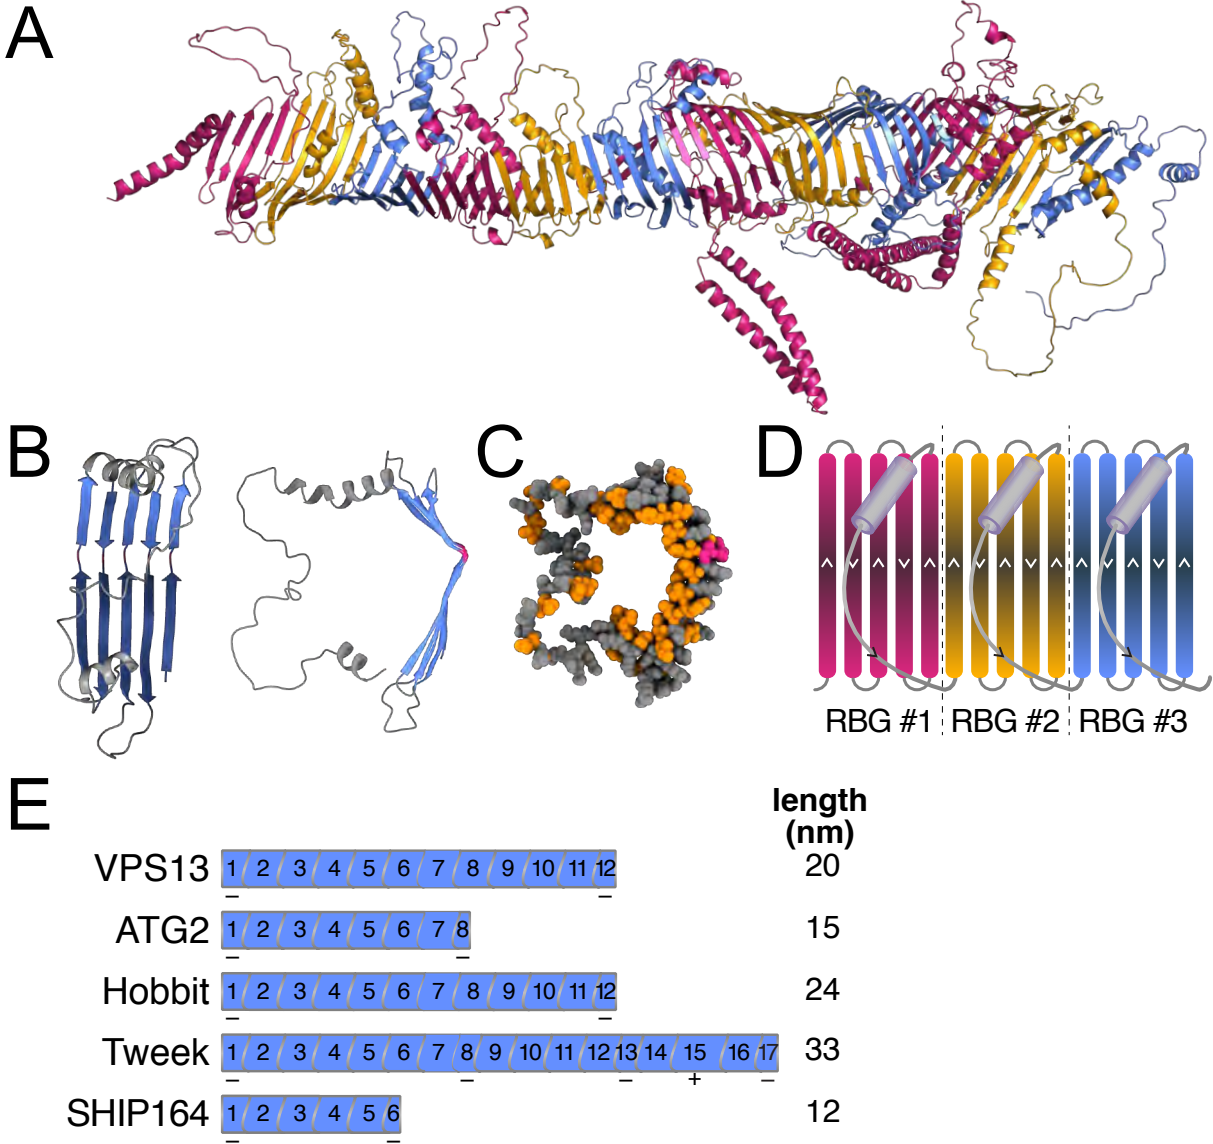 A
B
C
D
RBG #1 RBG #2 RBG #3
E
length
(nm)
VPS13 1 2 3 4 5 6 7 8 9 10 11 12 20
– –
ATG2 1 2 3 4 5 6 7 8 15
– –
Hobbit 1 2 3 4 5 6 7 8 9 10 11 12 24
– –
Tweek 1 2 3 4 5 6 7 8 9 10 11 12 13 14 15 16 17 33
– – – + –
SHIP164 1 2 3 4 5 6 12
– –